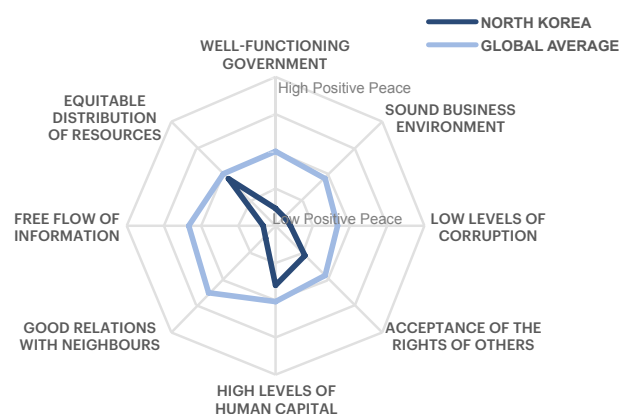 NORTH KOREA
GLOBAL AVERAGE
WELL-FUNCTIONING
GOVERNMENT
High Positive Peace
EQUITABLE
DISTRIBUTION
OF RESOURCES
SOUND BUSINESS
ENVIRONMENT
FREE FLOW OF
INFORMATION
Low Positive Peace
LOW LEVELS OF
CORRUPTION
GOOD RELATIONS
WITH NEIGHBOURS
ACCEPTANCE OF THE
RIGHTS OF OTHERS
HIGH LEVELS OF
HUMAN CAPITAL